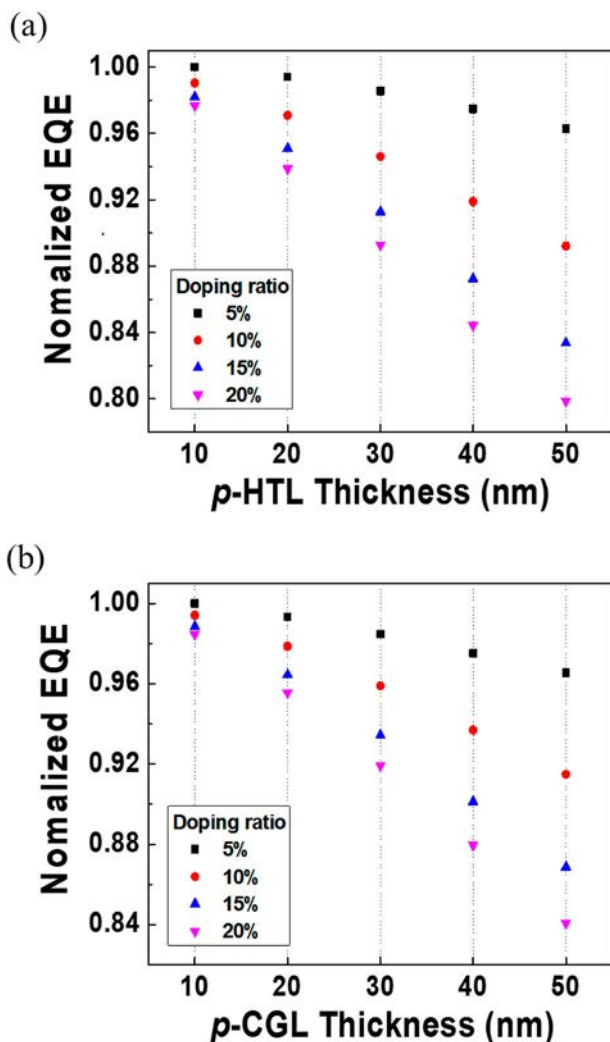 (a)
Nomalized EQE
1.00
0.96
0.92
0.88
0.84
0.80
Doping ratio
5%
10%
15%
20%
10 20 30 40 50
p-HTL Thickness (nm)
(b)
Nomalized EQE
1.00
0.96
0.92
0.88
0.84
Doping ratio
5%
10%
15%
20%
10 20 30 40 50
p-CGL Thickness (nm)